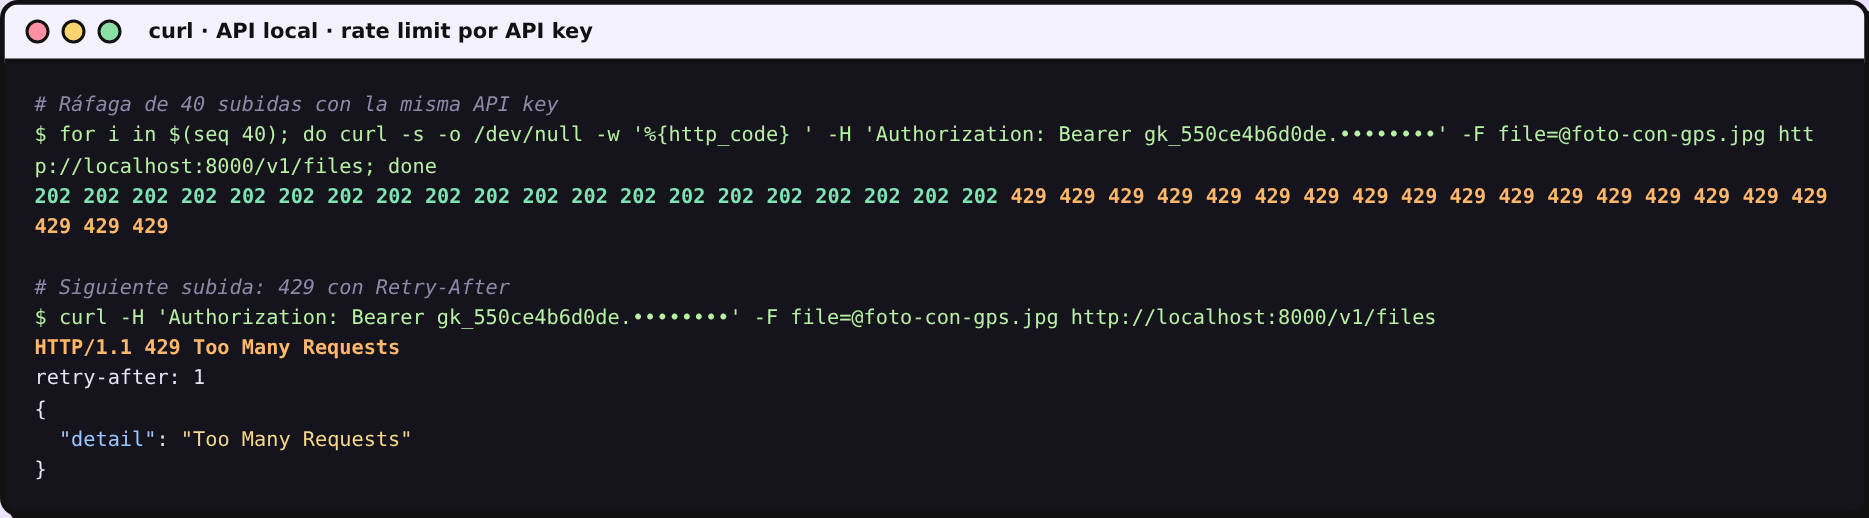 curl · API local · rate limit por API key
# Ráfaga de 40 subidas con la misma API key
$ for i in $(seq 40); do curl -s -o /dev/null -w '%{http_code} ' -H 'Authorization: Bearer gk_550ce4b6d0de.••••••••' -F file=@foto-con-gps.jpg htt
p://localhost:8000/v1/files; done
202 202 202 202 202 202 202 202 202 202 202 202 202 202 202 202 202 202 202 202 429 429 429 429 429 429 429 429 429 429 429 429 429 429 429 429 429
429 429 429
# Siguiente subida: 429 con Retry-After
$ curl -H 'Authorization: Bearer gk_550ce4b6d0de.••••••••' -F file=@foto-con-gps.jpg http://localhost:8000/v1/files
HTTP/1.1 429 Too Many Requests
retry-after: 1
{
  "detail": "Too Many Requests"
}